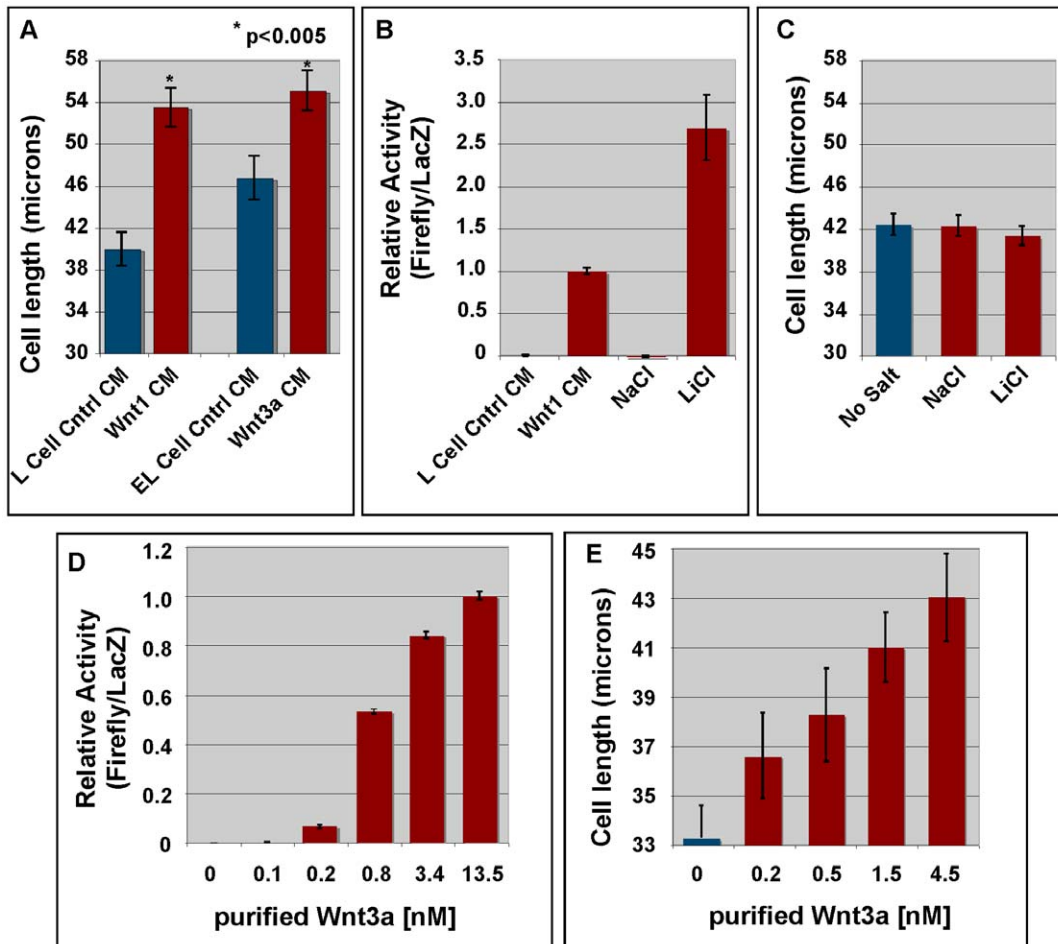 A
* p<0.005
Cell length (microns)
58
54
50
46
42
38
34
30
*
*
L Cell Cntrl CM
Wnt1 CM
EL Cell Cntrl CM
Wnt3a CM
B
Relative Activity
(Firefly/LacZ)
3.5
3.0
2.5
2.0
1.5
1.0
.5
0
L Cell Cntrl CM
Wnt1 CM
NaCl
LiCl
C
Cell length (microns)
58
54
50
46
42
38
34
30
No Salt
NaCl
LiCl
D
Relative Activity
(Firefly/LacZ)
1.2
1.0
0.8
0.6
0.4
0.2
0
0 0.1 0.2 0.8 3.4 13.5
purified Wnt3a [nM]
E
Cell length (microns)
45
43
41
39
37
35
33
0 0.2 0.5 1.5 4.5
purified Wnt3a [nM]